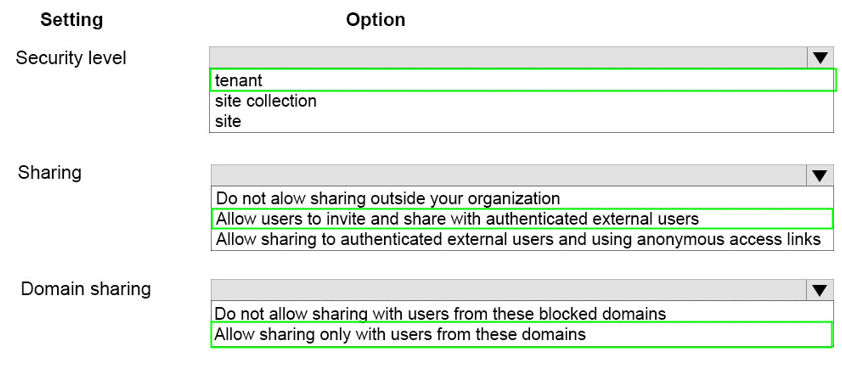 Setting Option
Security level
tenant
site collection
site
Sharing
Do not alow sharing outside your organization
Allow users to invite and share with authenticated external users
Allow sharing to authenticated external users and using anonymous access links
Domain sharing
Do not allow sharing with users from these blocked domains
Allow sharing only with users from these domains